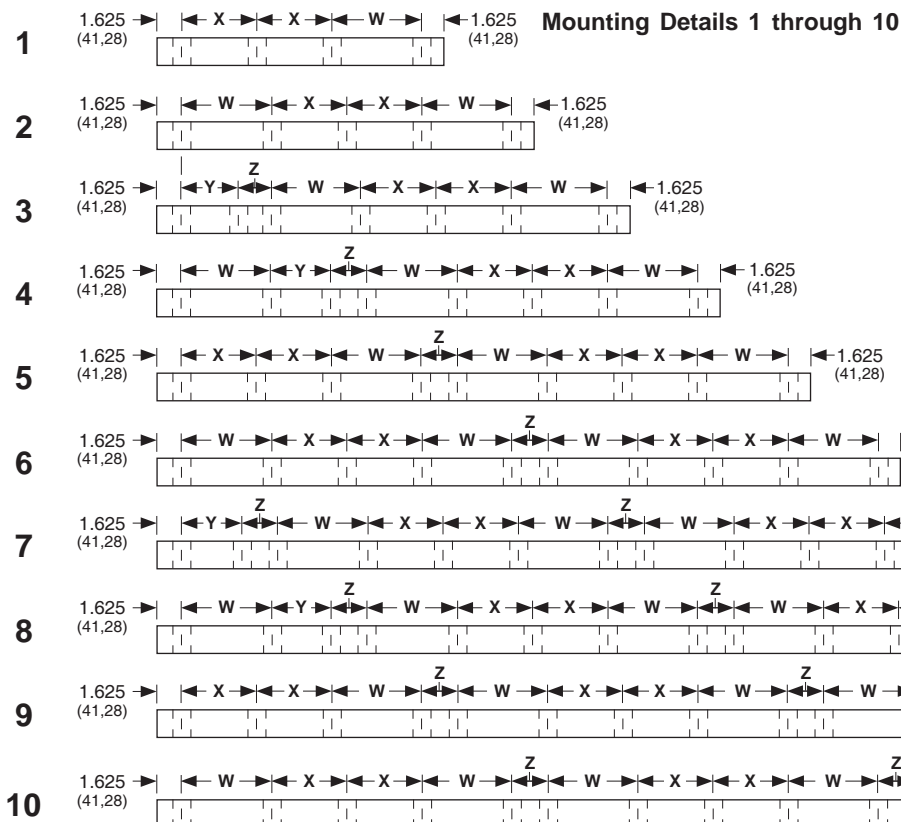 Mounting Details 1 through 10
1 1.625 (41,28) X X W 1.625 (41,28)
2 1.625 (41,28) W X X W 1.625 (41,28)
3 1.625 (41,28) Y Z W X X W 1.625 (41,28)
4 1.625 (41,28) W Y Z W X X W 1.625 (41,28)
5 1.625 (41,28) X X W Z W X X W 1.625 (41,28)
6 1.625 (41,28) W X X W Z W X X W
7 1.625 (41,28) Y Z W X X W Z W X X
8 1.625 (41,28) W Y Z W X X W Z W X
9 1.625 (41,28) X X W Z W X X W Z W
10 1.625 (41,28) W X X W Z W X X W Z